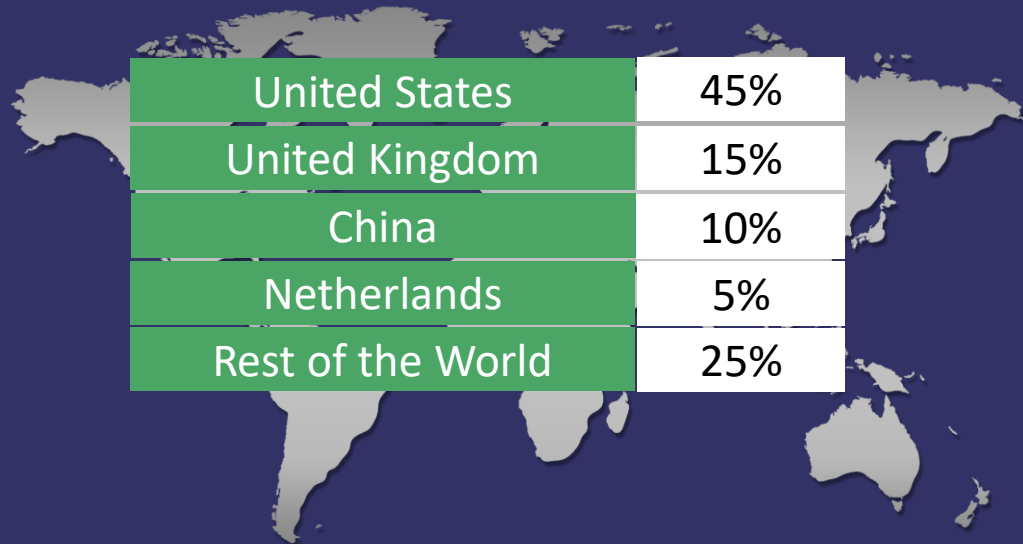 United States 45%
United Kingdom 15%
China 10%
Netherlands 5%
Rest of the World 25%